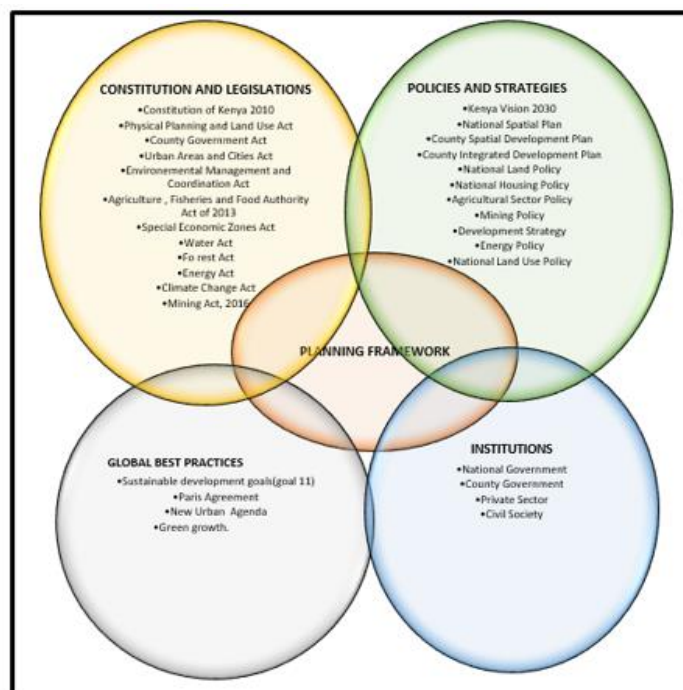 CONSTITUTION AND LEGISLATIONS
•Constitution of Kenya 2010
•Physical Planning and Land Use Act
•County Government Act
•Urban Areas and Cities Act
•Environemental Management and
Coordination Act
•Agriculture , Fisheries and Food Authority
Act of 2013
•Special Economic Zones Act
•Water Act
•Fo rest Act
•Energy Act
•Climate Change Act
•Mining Act, 2016
POLICIES AND STRATEGIES
•Kenya Vision 2030
•National Spatial Plan
•County Spatial Development Plan
•County Integrated Development Plan
•National Land Policy
•National Housing Policy
•Agricultural Sector Policy
•Mining Policy
•Development Strategy
•Energy Policy
•National Land Use Policy
PLANNING FRAMEWORK
GLOBAL BEST PRACTICES
•Sustainable development goals(goal 11)
•Paris Agreement
•New Urban Agenda
•Green growth.
INSTITUTIONS
•National Government
•County Government
•Private Sector
•Civil Society